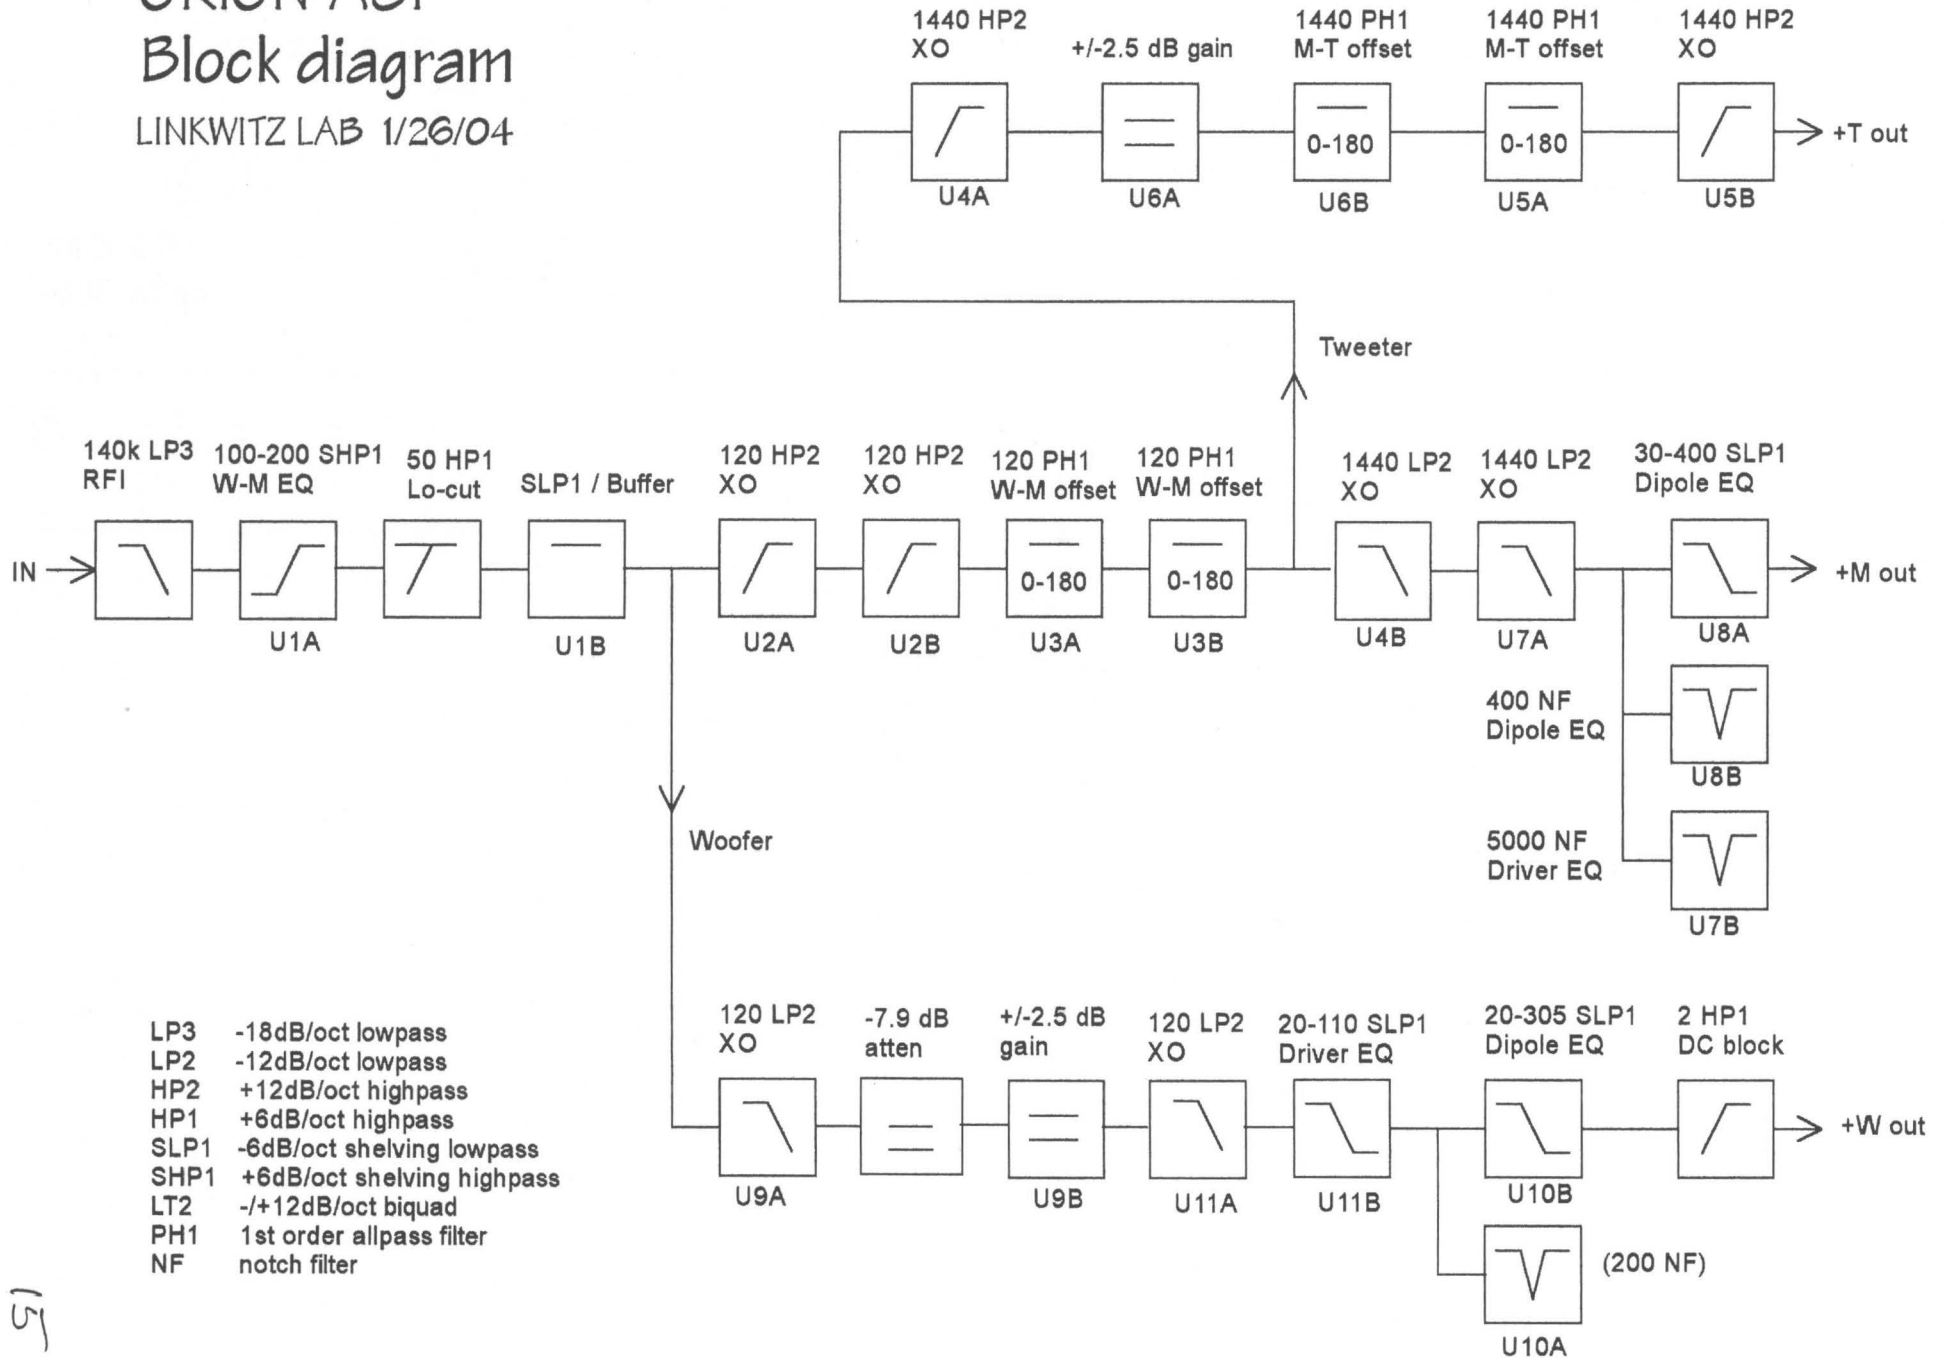 ORION ASP
Block diagram
LINKWITZ LAB 1/26/04
1440 HP2
XO
+/-2.5 dB gain
1440 PH1
M-T offset
1440 PH1
M-T offset
1440 HP2
XO
0-180
0-180
+T out
U4A
U6A
U6B
U5A
U5B
Tweeter
140k LP3
RFI
100-200 SHP1
W-M EQ
50 HP1
Lo-cut
SLP1 / Buffer
120 HP2
XO
120 HP2
XO
120 PH1
W-M offset
120 PH1
W-M offset
1440 LP2
XO
1440 LP2
XO
30-400 SLP1
Dipole EQ
IN
0-180
0-180
+M out
U1A
U1B
U2A
U2B
U3A
U3B
U4B
U7A
U8A
400 NF
Dipole EQ
U8B
5000 NF
Driver EQ
U7B
Woofer
120 LP2
XO
-7.9 dB
atten
+/-2.5 dB
gain
120 LP2
XO
20-110 SLP1
Driver EQ
20-305 SLP1
Dipole EQ
2 HP1
DC block
+W out
U9A
U9B
U11A
U11B
U10B
(200 NF)
U10A
LP3 -18dB/oct lowpass
LP2 -12dB/oct lowpass
HP2 +12dB/oct highpass
HP1 +6dB/oct highpass
SLP1 -6dB/oct shelving lowpass
SHP1 +6dB/oct shelving highpass
LT2 -/+12dB/oct biquad
PH1 1st order allpass filter
NF notch filter
15